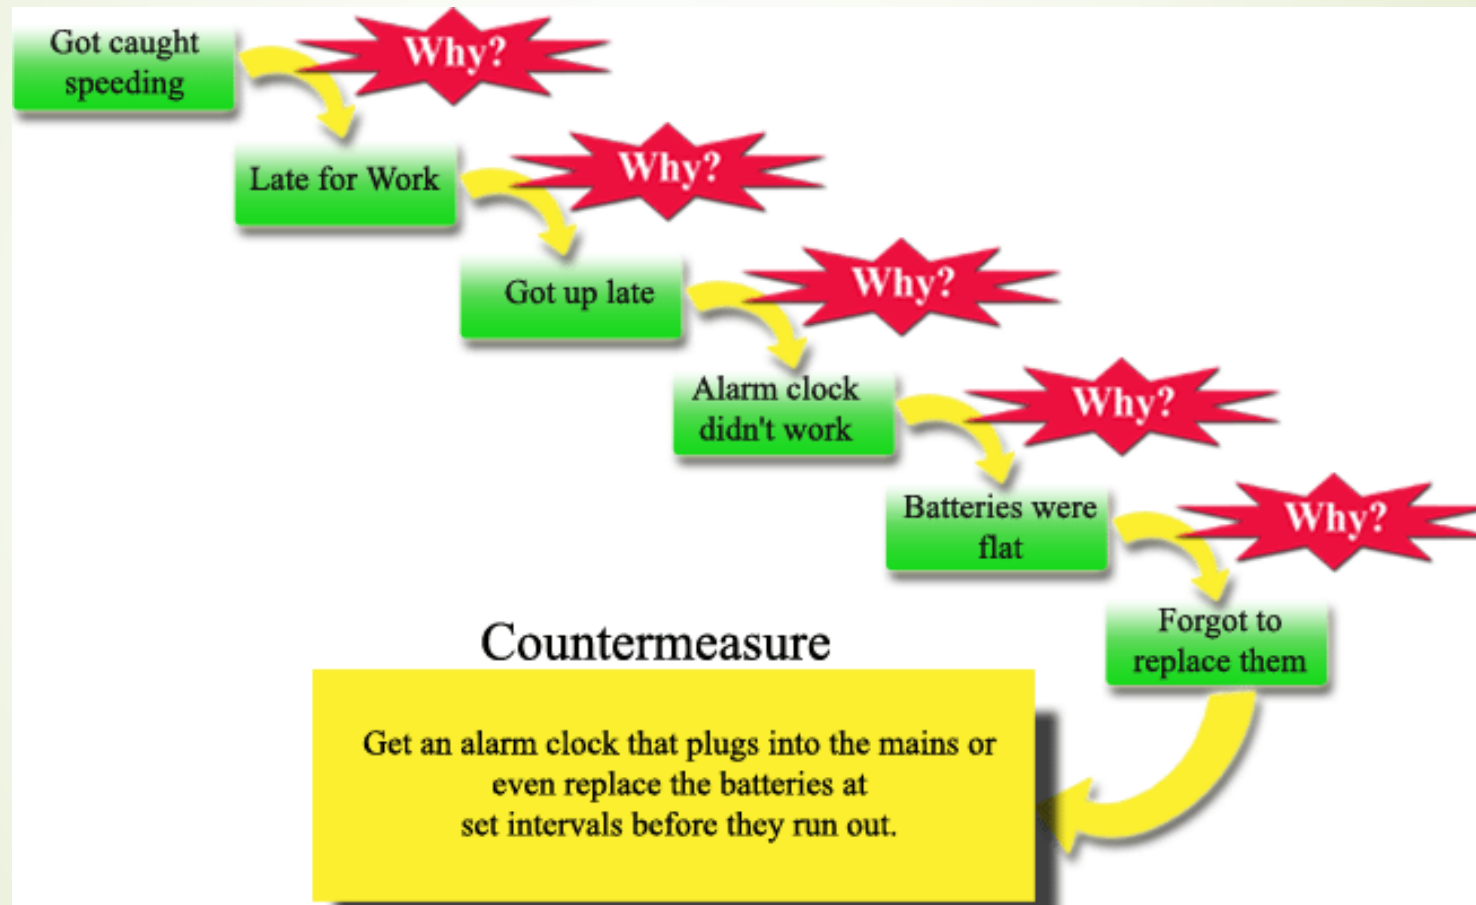 Got caught
speeding
Why?
Late for Work
Why?
Got up late
Why?
Alarm clock
didn't work
Why?
Batteries were
flat
Why?
Forgot to
replace them
Countermeasure
Get an alarm clock that plugs into the mains or
even replace the batteries at
set intervals before they run out.